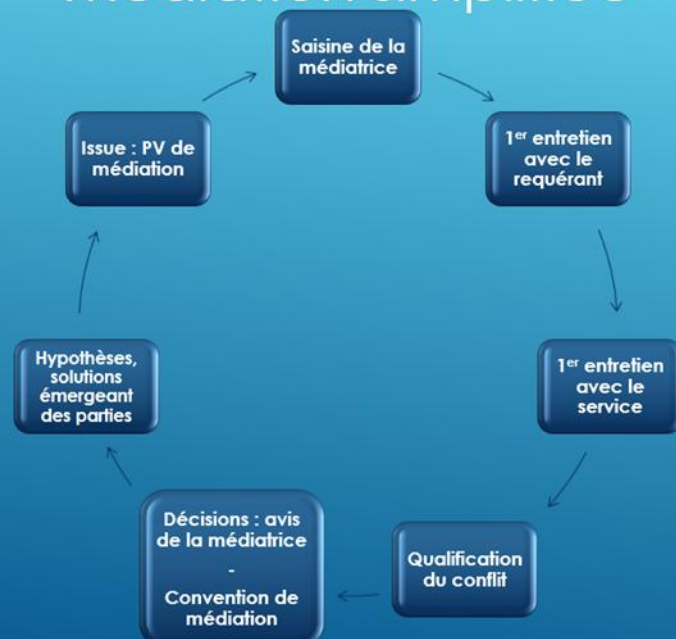 Saisine de la
médiatrice
1er entretien
avec le
requérant
1er entretien
avec le
service
Qualification
du conflit
Décisions : avis
de la médiatrice
-
Convention de
médiation
Hypothèses,
solutions
émergeant
des parties
Issue : PV de
médiation